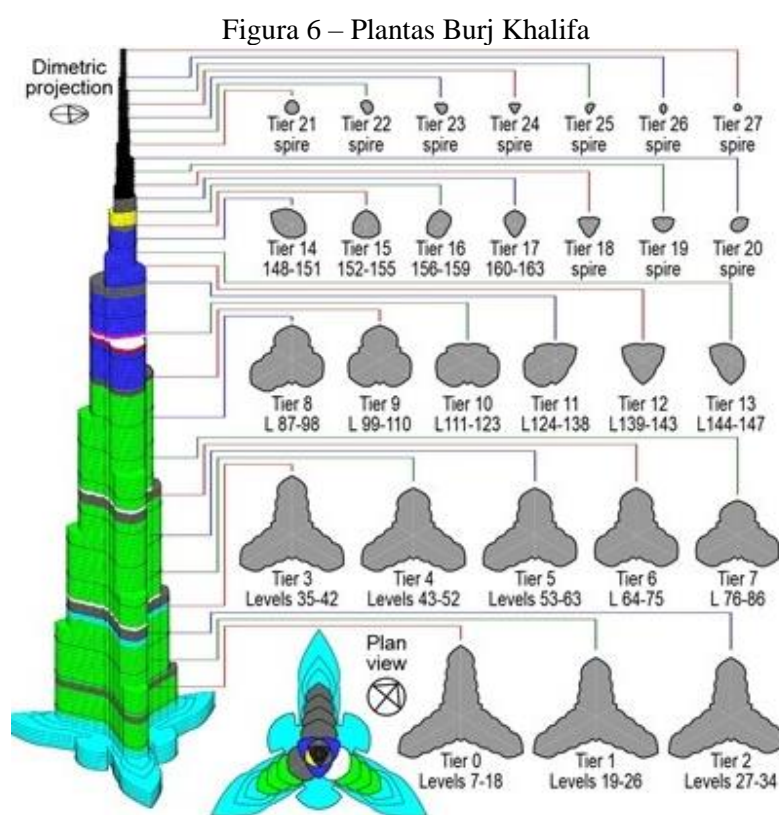 Figura 6 – Plantas Burj Khalifa
Dimetric
projection
Tier 21
spire
Tier 22
spire
Tier 23
spire
Tier 24
spire
Tier 25
spire
Tier 26
spire
Tier 27
spire
Tier 14
148-151
Tier 15
152-155
Tier 16
156-159
Tier 17
160-163
Tier 18
spire
Tier 19
spire
Tier 20
spire
Tier 8
L 87-98
Tier 9
L 99-110
Tier 10
L111-123
Tier 11
L124-138
Tier 12
L139-143
Tier 13
L144-147
Tier 3
Levels 35-42
Tier 4
Levels 43-52
Tier 5
Levels 53-63
Tier 6
L 64-75
Tier 7
L 76-86
Plan
view
Tier 0
Levels 7-18
Tier 1
Levels 19-26
Tier 2
Levels 27-34